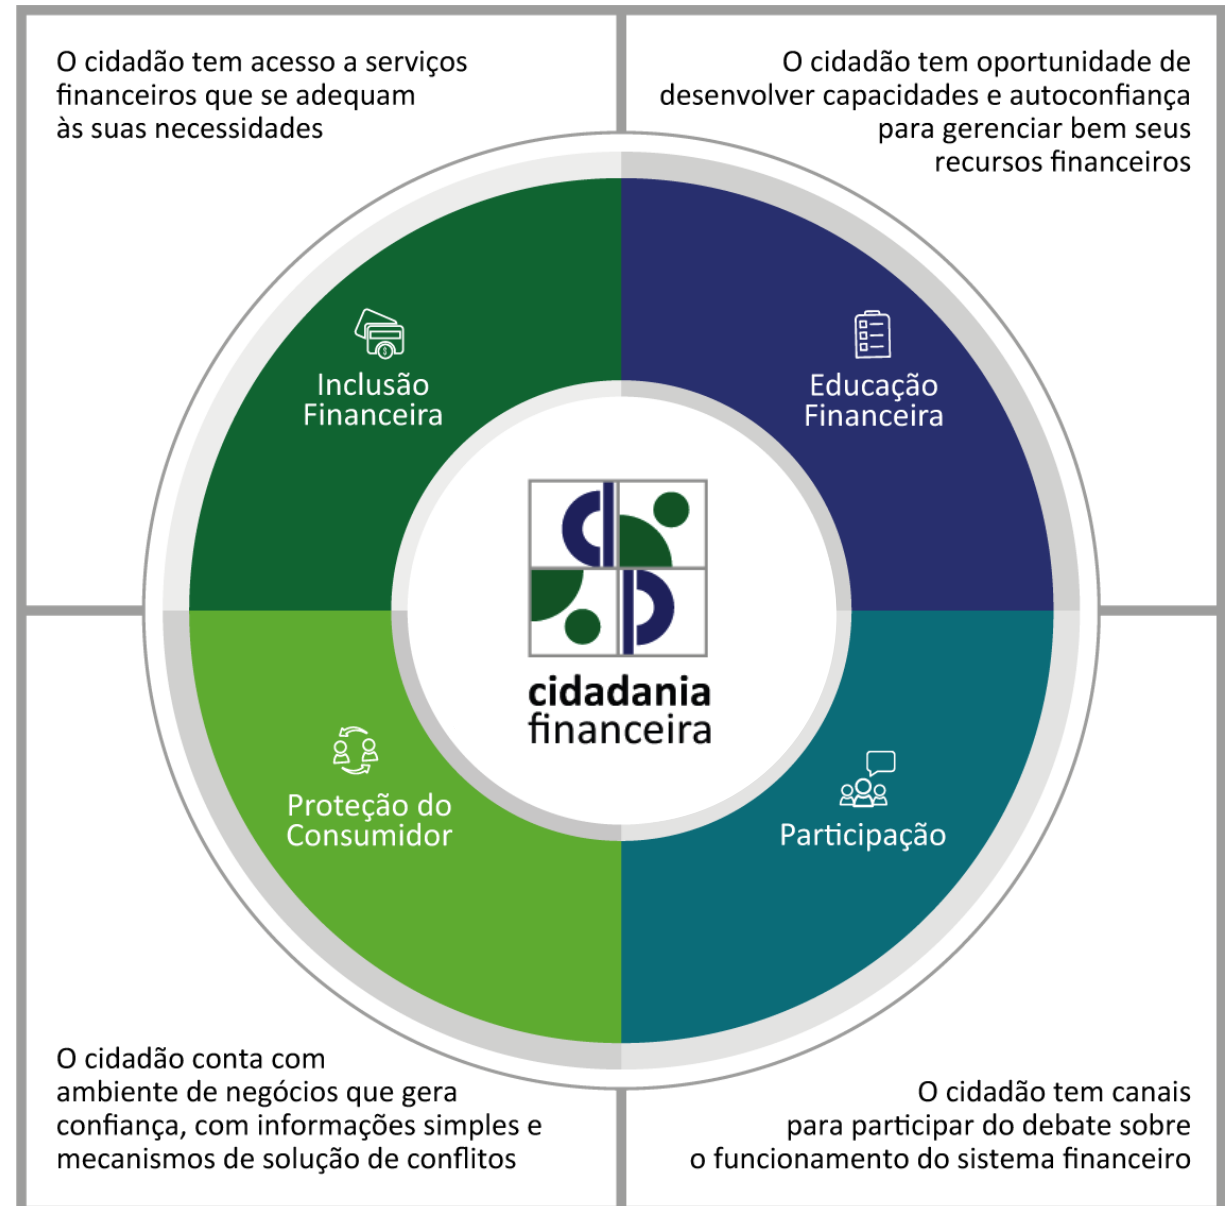 O cidadão tem acesso a serviços
financeiros que se adequam
às suas necessidades
O cidadão tem oportunidade de
desenvolver capacidades e autoconfiança
para gerenciar bem seus
recursos financeiros
Inclusão
Financeira
Educação
Financeira
cidadania
financeira
Proteção do
Consumidor
Participação
O cidadão conta com
ambiente de negócios que gera
confiança, com informações simples e
mecanismos de solução de conflitos
O cidadão tem canais
para participar do debate sobre
o funcionamento do sistema financeiro